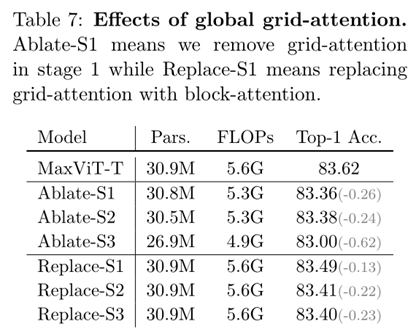 Table 7: Effects of global grid-attention.
Ablate-S1 means we remove grid-attention
in stage 1 while Replace-S1 means replacing
grid-attention with block-attention.
Model Pars. FLOPs Top-1 Acc.
MaxViT-T 30.9M 5.6G 83.62
Ablate-S1 30.8M 5.3G 83.36(-0.26)
Ablate-S2 30.5M 5.3G 83.38(-0.24)
Ablate-S3 26.9M 4.9G 83.00(-0.62)
Replace-S1 30.9M 5.6G 83.49(-0.13)
Replace-S2 30.9M 5.6G 83.41(-0.22)
Replace-S3 30.9M 5.6G 83.40(-0.23)